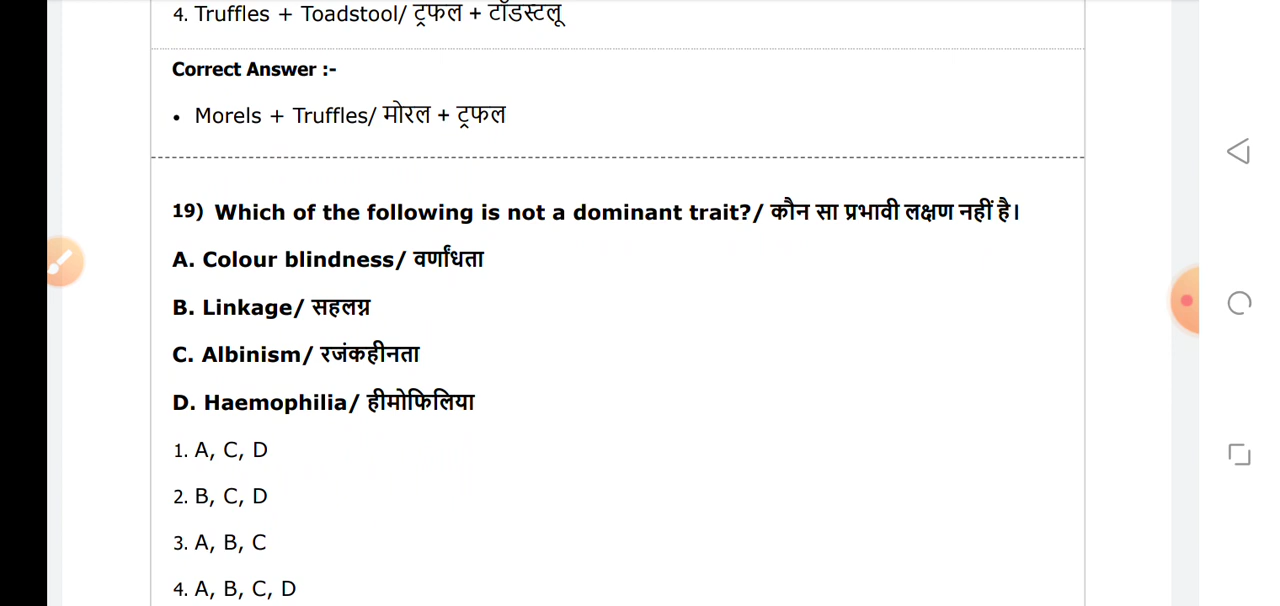 4. Truffles + Toadstool/ ट्रफल + टॉडस्टलू
Correct Answer :-
• Morels + Truffles/ मोरल + ट्रफल
19) Which of the following is not a dominant trait?/ कौन सा प्रभावी लक्षण नहीं है।
A. Colour blindness/ वर्णांधता
B. Linkage/ सहलग्न
C. Albinism/ रजंकहीनता
D. Haemophilia/ हीमोफिलिया
1. A, C, D
2. B, C, D
3. A, B, C
4. A, B, C, D